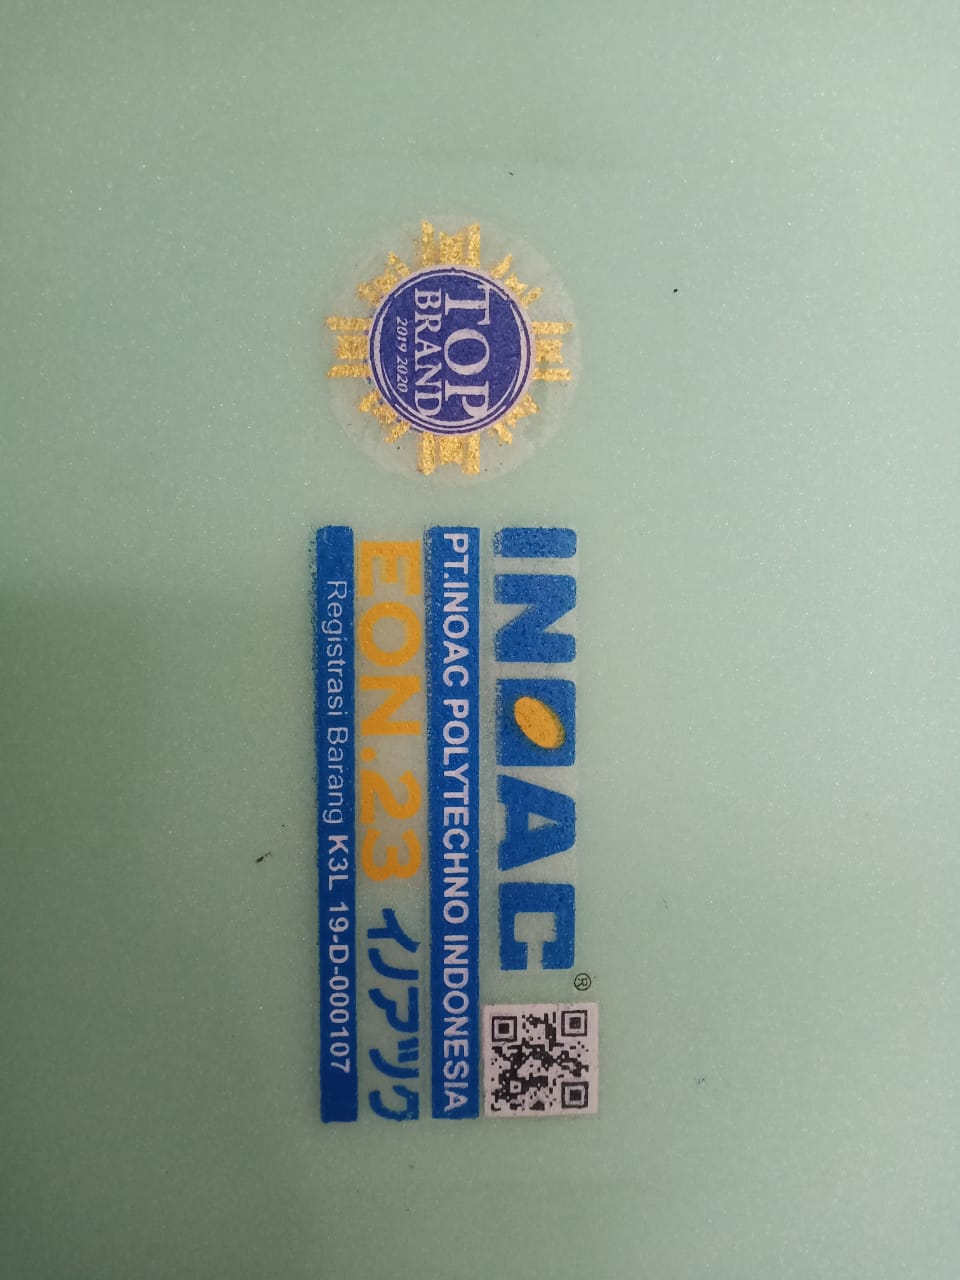 TOP
BRAND
2019 2020
INOAC®
PT.INOAC POLYTECHNO INDONESIA
EON.23 イノアック
Registrasi Barang K3L 19-D-000107